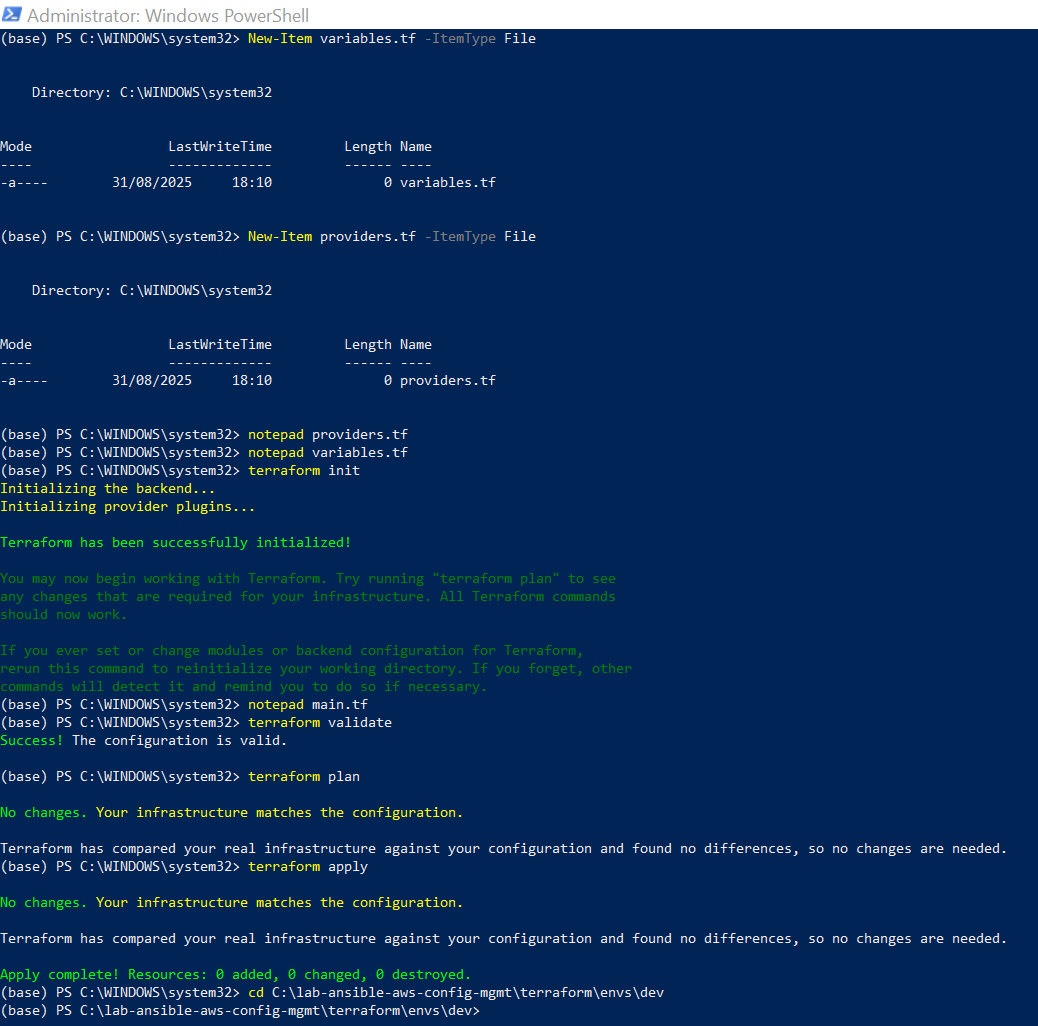 Administrator: Windows PowerShell
(base) PS C:\WINDOWS\system32> New-Item variables.tf -ItemType File
Directory: C:\WINDOWS\system32
Mode                 LastWriteTime         Length Name
----                 -------------         ------ ----
-a----        31/08/2025     18:10              0 variables.tf
(base) PS C:\WINDOWS\system32> New-Item providers.tf -ItemType File
Directory: C:\WINDOWS\system32
Mode                 LastWriteTime         Length Name
----                 -------------         ------ ----
-a----        31/08/2025     18:10              0 providers.tf
(base) PS C:\WINDOWS\system32> notepad providers.tf
(base) PS C:\WINDOWS\system32> notepad variables.tf
(base) PS C:\WINDOWS\system32> terraform init
Initializing the backend...
Initializing provider plugins...
Terraform has been successfully initialized!
You may now begin working with Terraform. Try running "terraform plan" to see
any changes that are required for your infrastructure. All Terraform commands
should now work.
If you ever set or change modules or backend configuration for Terraform,
rerun this command to reinitialize your working directory. If you forget, other
commands will detect it and remind you to do so if necessary.
(base) PS C:\WINDOWS\system32> notepad main.tf
(base) PS C:\WINDOWS\system32> terraform validate
Success! The configuration is valid.
(base) PS C:\WINDOWS\system32> terraform plan
No changes. Your infrastructure matches the configuration.
Terraform has compared your real infrastructure against your configuration and found no differences, so no changes are needed.
(base) PS C:\WINDOWS\system32> terraform apply
No changes. Your infrastructure matches the configuration.
Terraform has compared your real infrastructure against your configuration and found no differences, so no changes are needed.
Apply complete! Resources: 0 added, 0 changed, 0 destroyed.
(base) PS C:\WINDOWS\system32> cd C:\lab-ansible-aws-config-mgmt\terraform\envs\dev
(base) PS C:\lab-ansible-aws-config-mgmt\terraform\envs\dev>